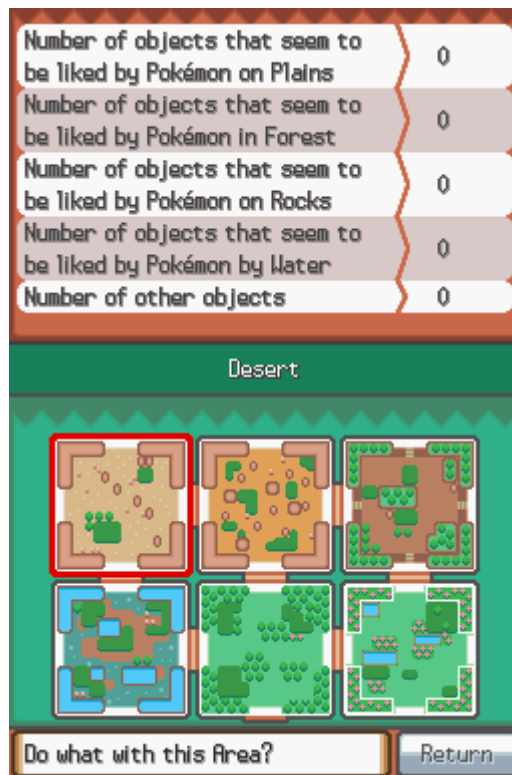 Number of objects that seem to
be liked by Pokémon on Plains
0
Number of objects that seem to
be liked by Pokémon in Forest
0
Number of objects that seem to
be liked by Pokémon on Rocks
0
Number of objects that seem to
be liked by Pokémon by Water
0
Number of other objects
0
Desert
Do what with this Area?
Return